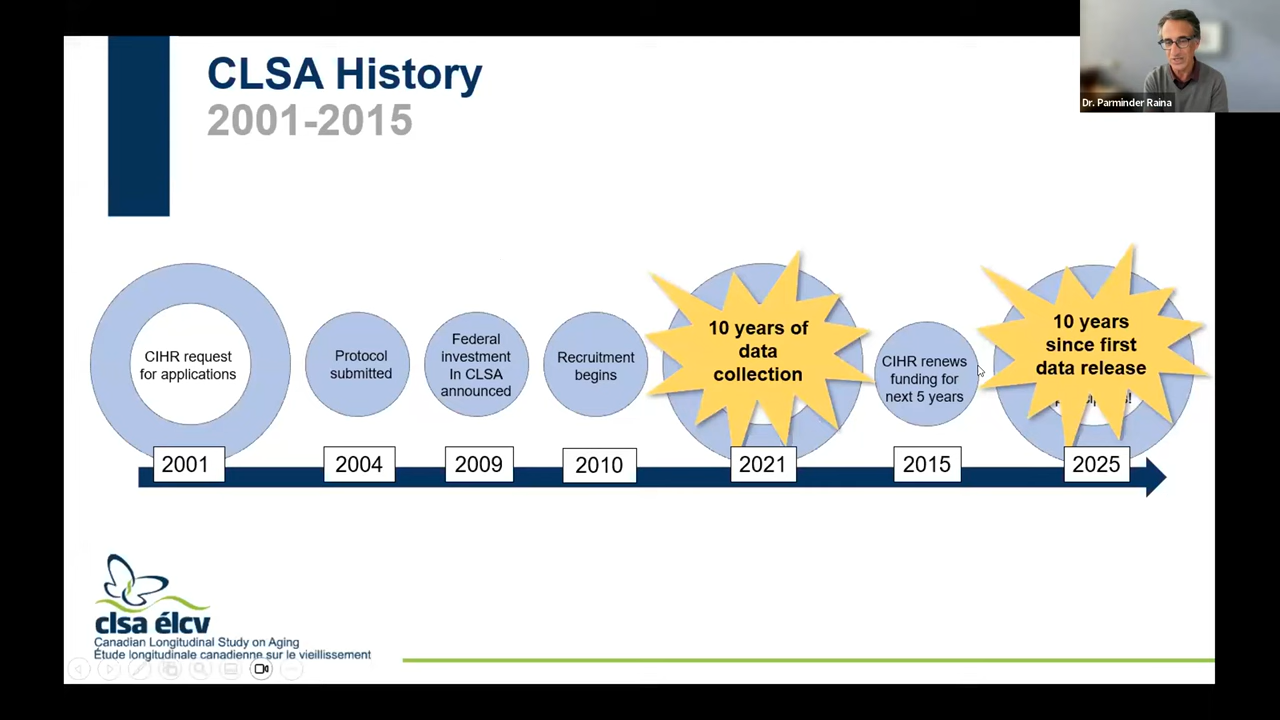 CLSA History
2001-2015
Dr. Parminder Raina
CIHR request
for applications
Protocol
submitted
Federal
investment
In CLSA
announced
Recruitment
begins
10 years of
data
collection
CIHR renews
funding for
next 5 years
10 years
since first
data release
2001
2004
2009
2010
2021
2015
2025
clsa élcv
Canadian Longitudinal Study on Aging
Étude longitudinale canadienne sur le vieillissement